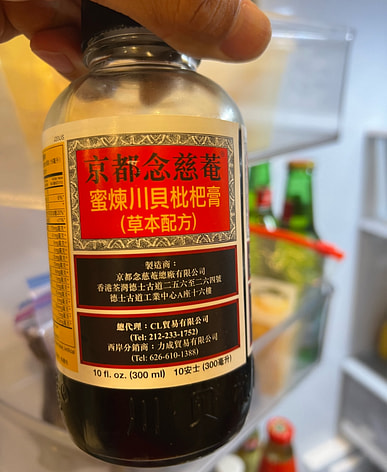 京都念慈菴
蜜煉川貝枇杷膏
(草本配方)
製造商：
京都念慈菴總廠有限公司
香港荃灣德士古道二五六至二六四號
德士古道工業中心A座十六樓
總代理：CL貿易有限公司
(Tel: 212-233-1752)
西岸分銷商：力成貿易有限公司
(Tel: 626-610-1388)
10 fl. oz. (300 ml) 10安士 (300毫升)
川貝